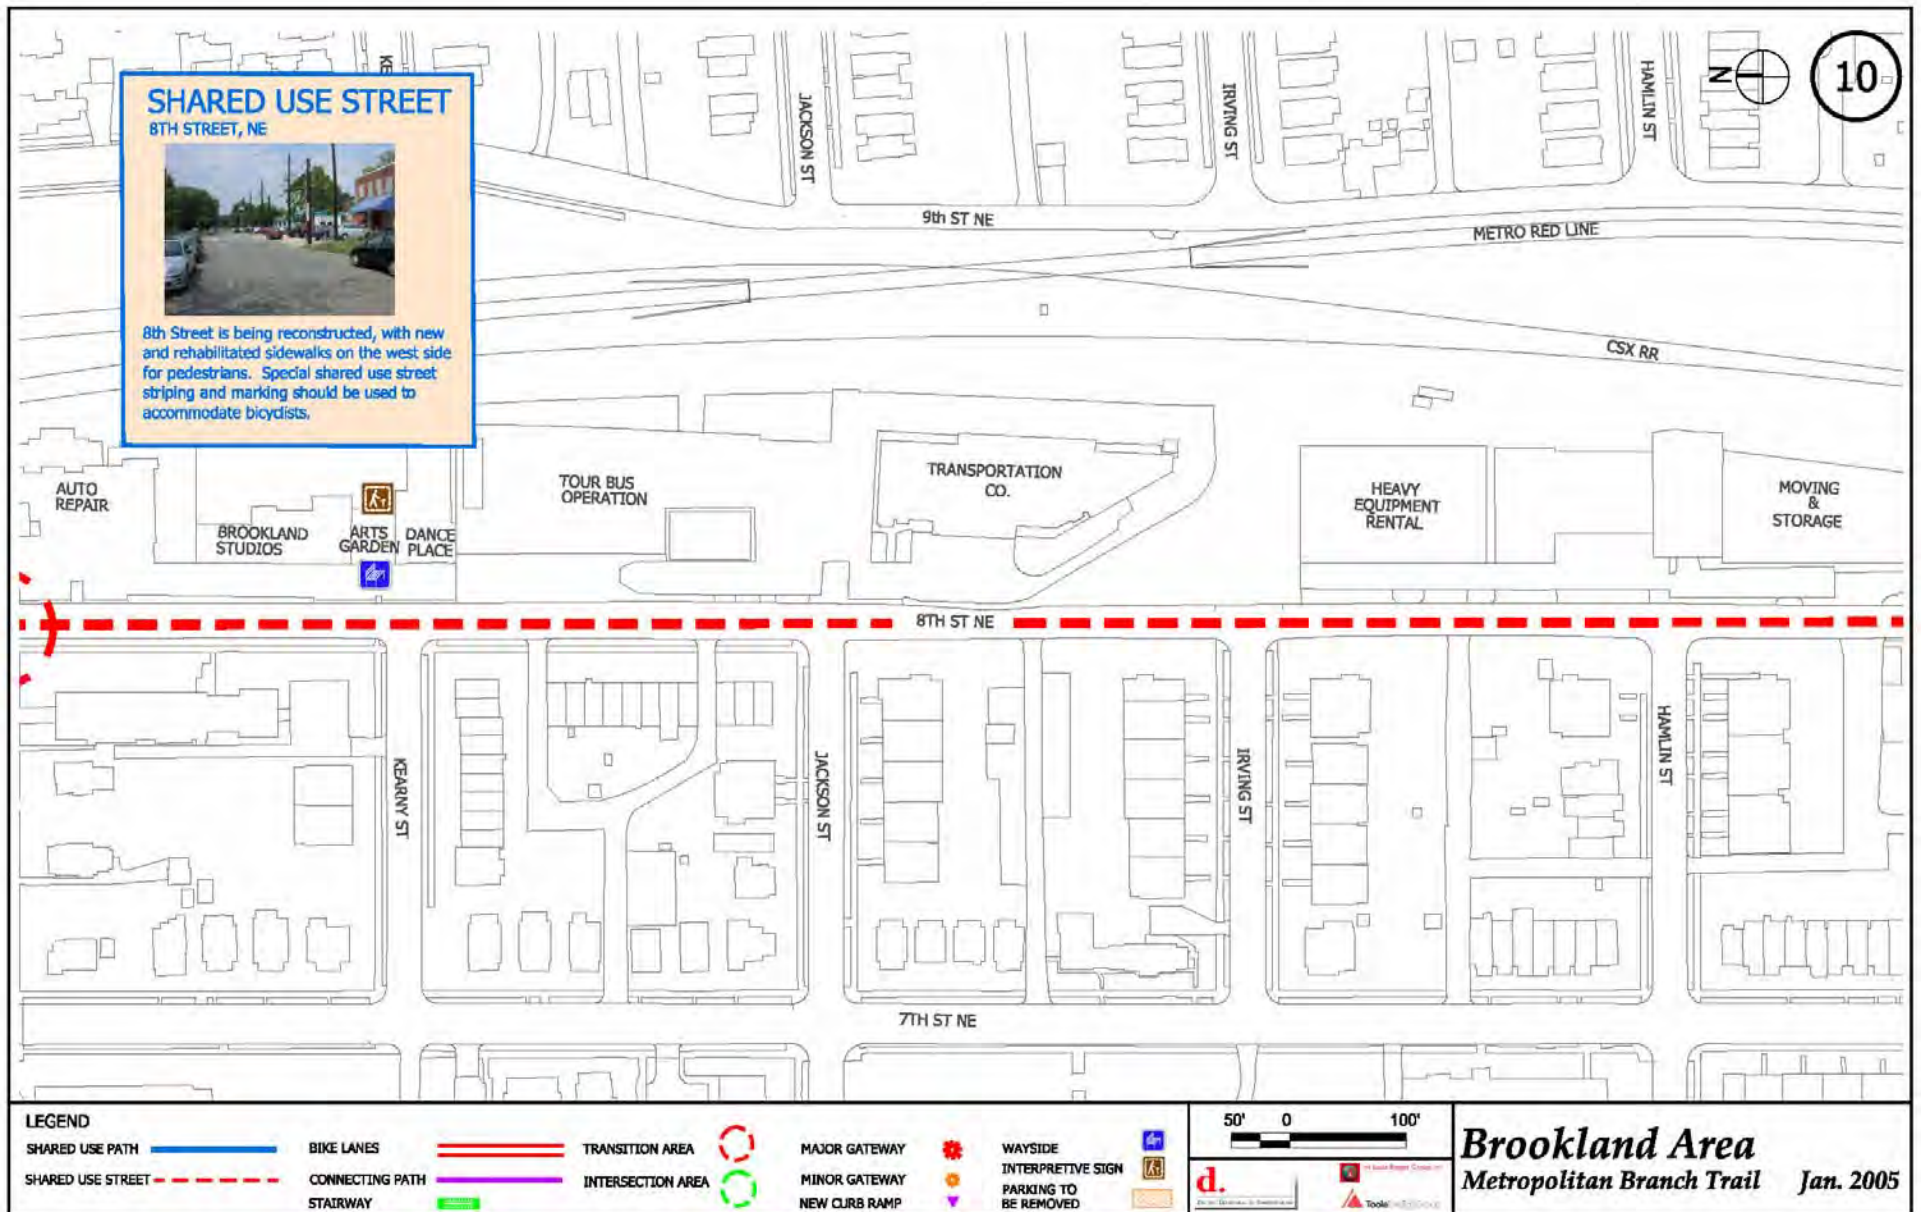 SHARED USE STREET
8TH STREET, NE
8th Street is being reconstructed, with new
and rehabilitated sidewalks on the west side
for pedestrians. Special shared use street
striping and marking should be used to
accommodate bicyclists.
KE
JACKSON ST
IRVING ST
HAMLIN ST
N
10
9th ST NE
METRO RED LINE
CSX RR
AUTO
REPAIR
BROOKLAND
STUDIOS
ARTS
GARDEN
DANCE
PLACE
TOUR BUS
OPERATION
TRANSPORTATION
CO.
HEAVY
EQUIPMENT
RENTAL
MOVING
&
STORAGE
8TH ST NE
KEARNY ST
JACKSON ST
IRVING ST
HAMLIN ST
7TH ST NE
LEGEND
SHARED USE PATH
SHARED USE STREET
BIKE LANES
CONNECTING PATH
STAIRWAY
TRANSITION AREA
INTERSECTION AREA
MAJOR GATEWAY
MINOR GATEWAY
NEW CURB RAMP
WAYSIDE
INTERPRETIVE SIGN
PARKING TO
BE REMOVED
50' 0 100'
d.
Brookland Area
Metropolitan Branch Trail Jan. 2005